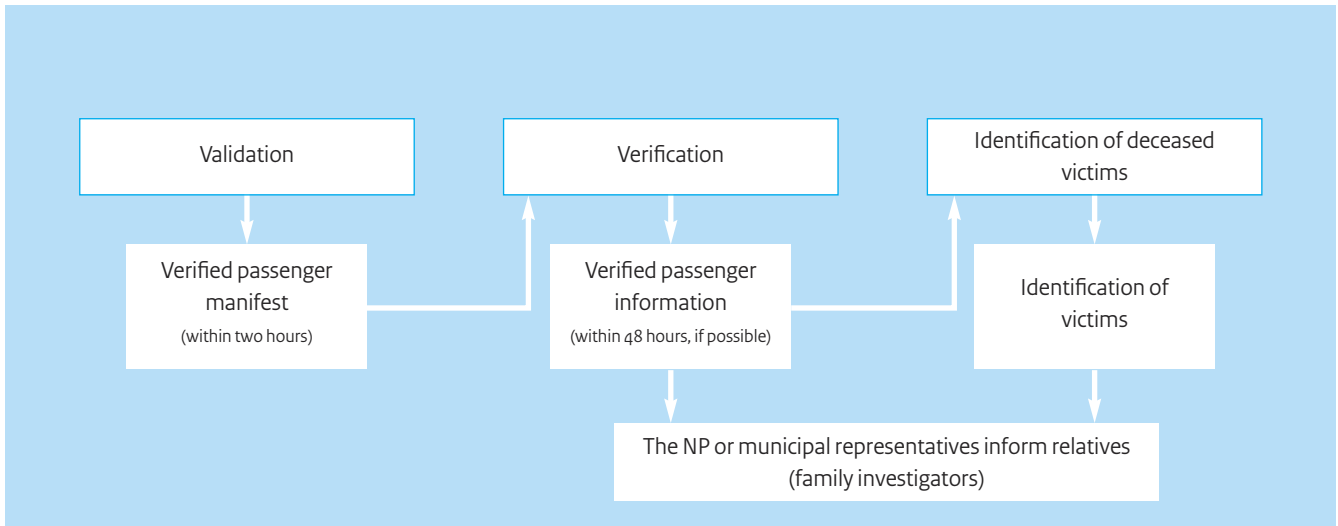 Validation
Verification
Identification of deceased
victims
Verified passenger
manifest
(within two hours)
Verified passenger
information
(within 48 hours, if possible)
Identification of
victims
The NP or municipal representatives inform relatives
(family investigators)